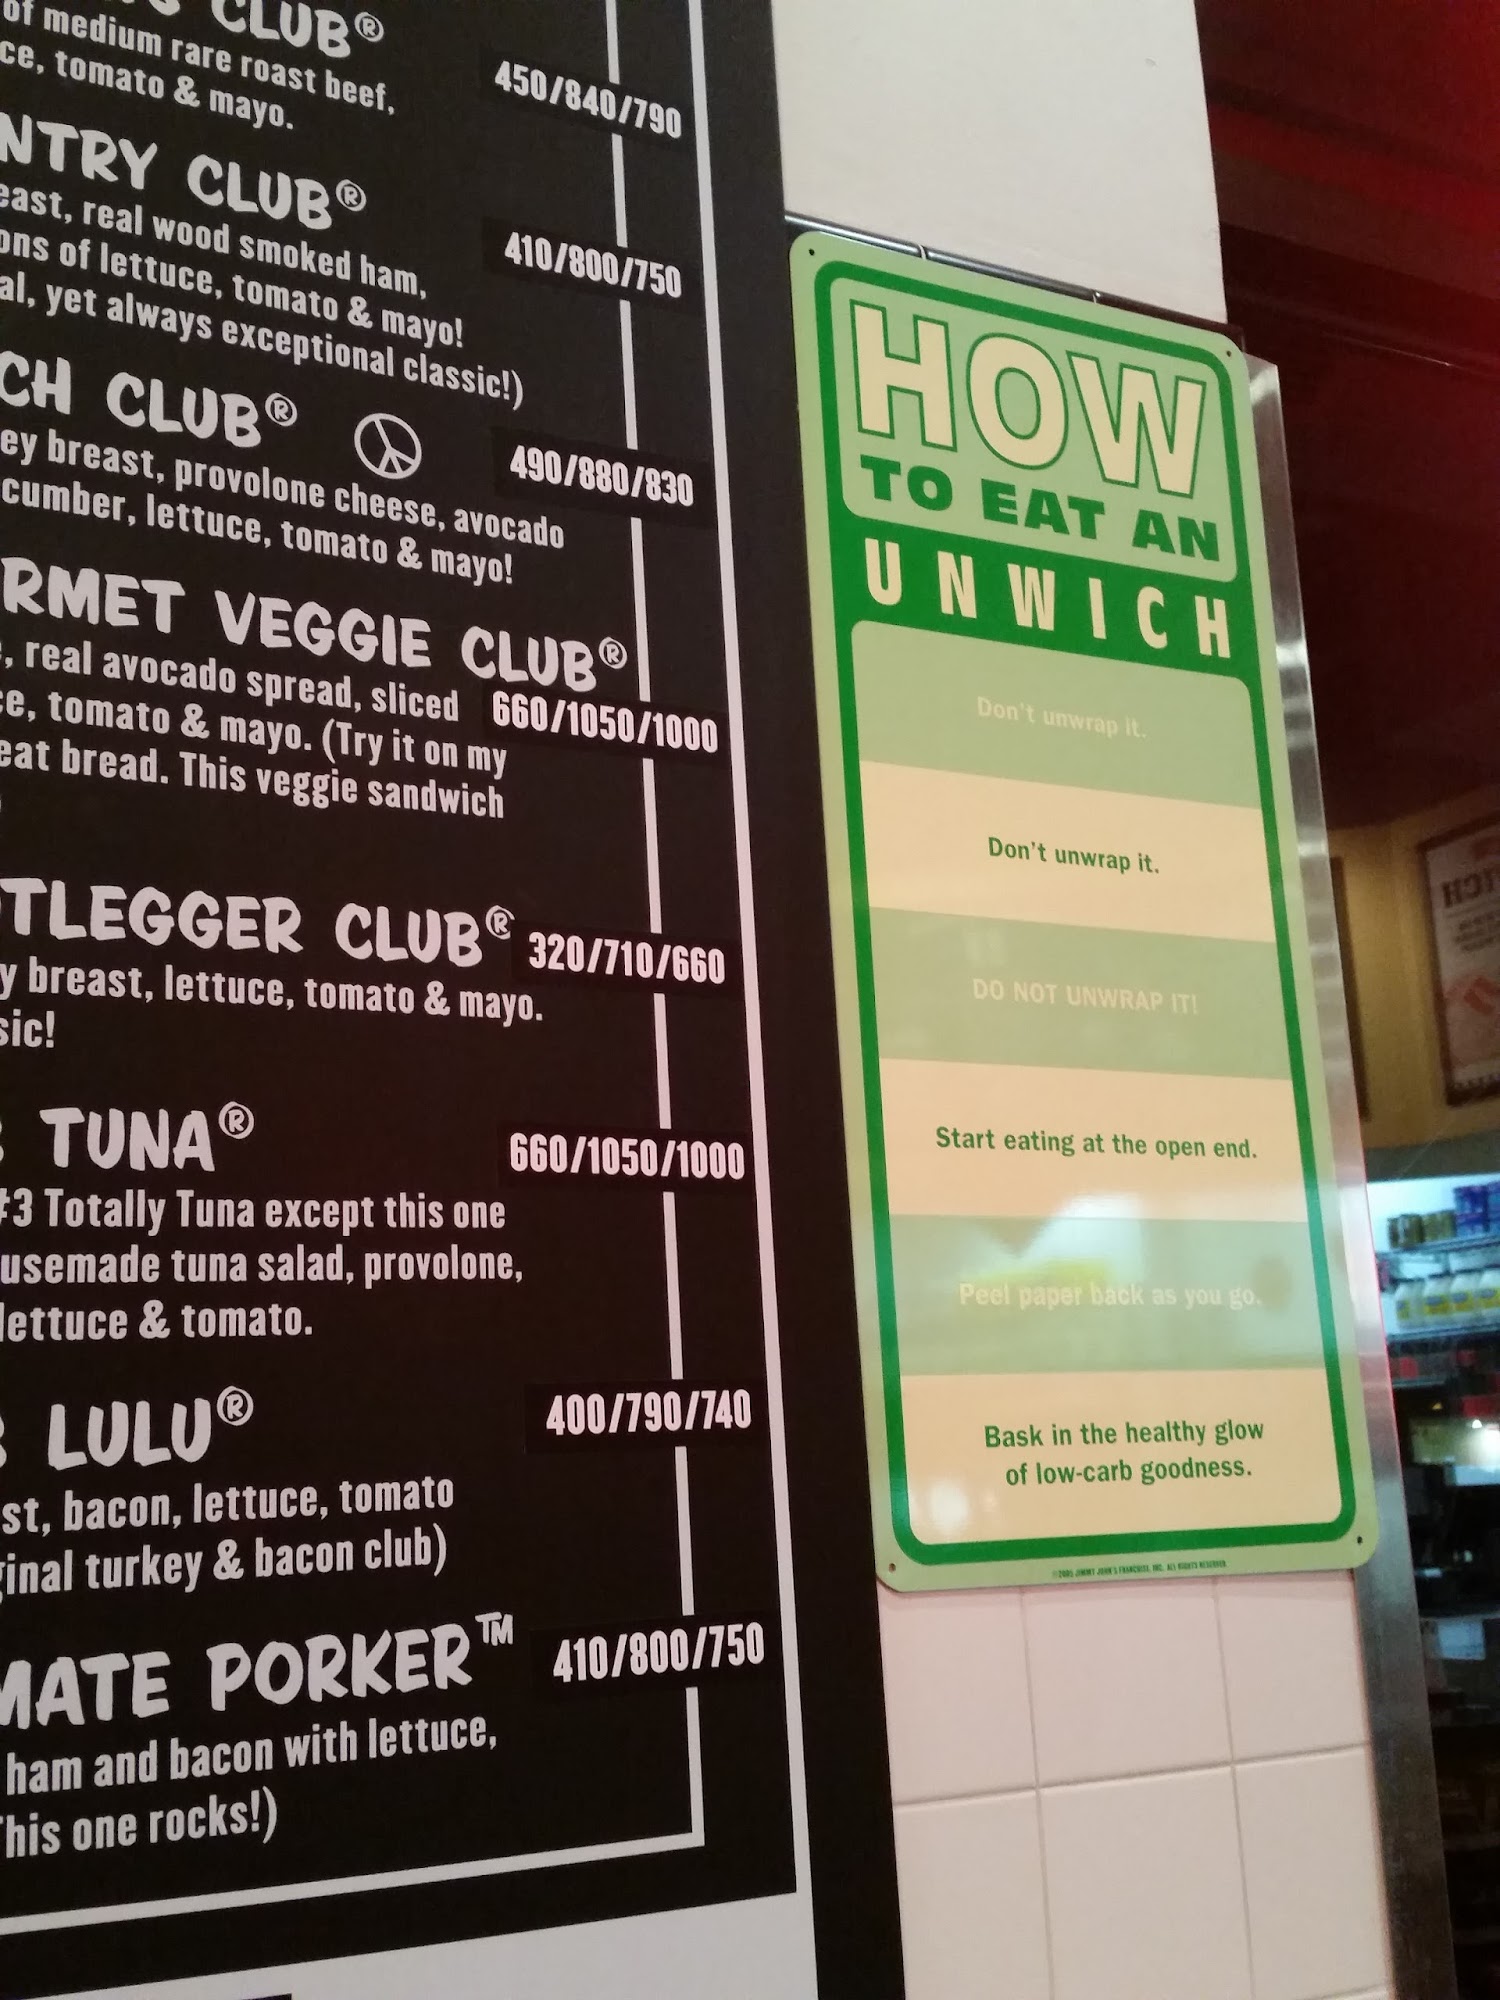 CLUB®
of medium rare roast beef,
tomato & mayo.
450/840/790
NTRY CLUB®
east, real wood smoked ham,
ons of lettuce, tomato & mayo!
al, yet always exceptional classic!)
410/800/750
CH CLUB®
ey breast, provolone cheese, avocado
cumber, lettuce, tomato & mayo!
490/880/830
RMET VEGGIE CLUB®
real avocado spread, sliced
ce, tomato & mayo. (Try it on my
eat bread. This veggie sandwich
660/1050/1000
TLEGGER CLUB®
y breast, lettuce, tomato & mayo.
sic!
320/710/660
TUNA®
#3 Totally Tuna except this one
usemade tuna salad, provolone,
lettuce & tomato.
660/1050/1000
LULU®
st, bacon, lettuce, tomato
ginal turkey & bacon club)
400/790/740
MATE PORKER™
ham and bacon with lettuce,
This one rocks!)
410/800/750
HOW
TO EAT AN
UNWICH
Don't unwrap it.
Don't unwrap it.
DO NOT UNWRAP IT!
Start eating at the open end.
Peel paper back as you go.
Bask in the healthy glow
of low-carb goodness.
©2005 JIMMY JOHN'S FRANCHISE, INC. ALL RIGHTS RESERVED.